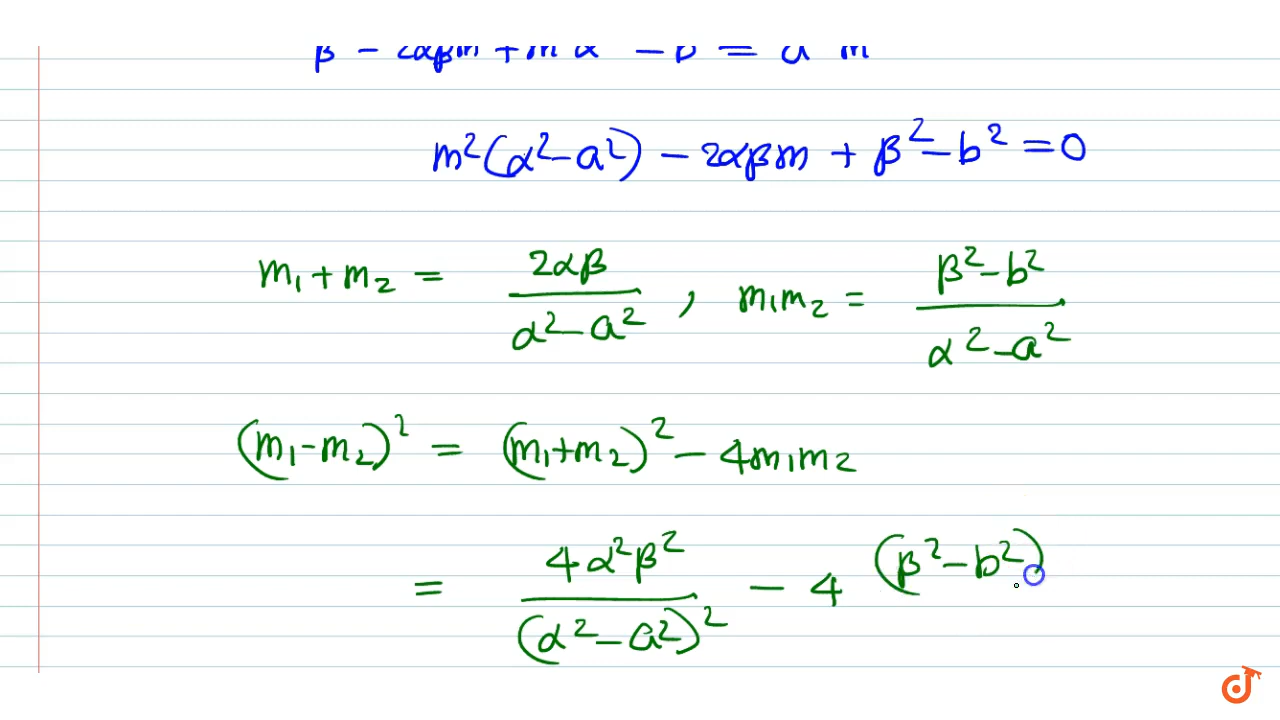 m²(α²-a²) - 2αβm + β²-b² = 0
m₁+m₂ = 2αβ/(α²-a²) , m₁m₂ = (β²-b²)/(α²-a²)
(m₁-m₂)² = (m₁+m₂)² - 4m₁m₂
= 4α²β²/(α²-a²)² - 4 (β²-b²)